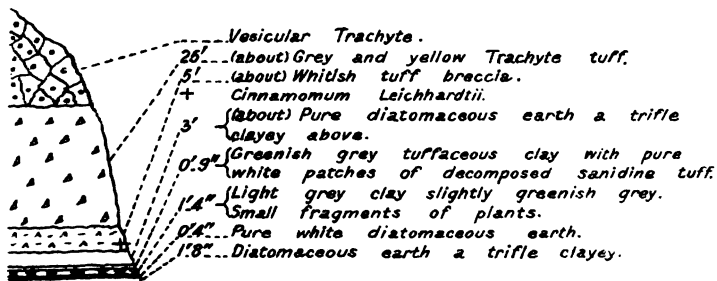 Vesicular Trachyte.
25' (about) Grey and yellow Trachyte tuff.
5' (about) Whitish tuff breccia.
+ Cinnamomum Leichhardtii.
3' (about) Pure diatomaceous earth a trifle
clayey above.
0'.9" Greenish grey tuffaceous clay with pure
white patches of decomposed sanidine tuff.
1'.4" Light grey clay slightly greenish grey.
Small fragments of plants.
0'.4" Pure white diatomaceous earth.
1'.8" Diatomaceous earth a trifle clayey.